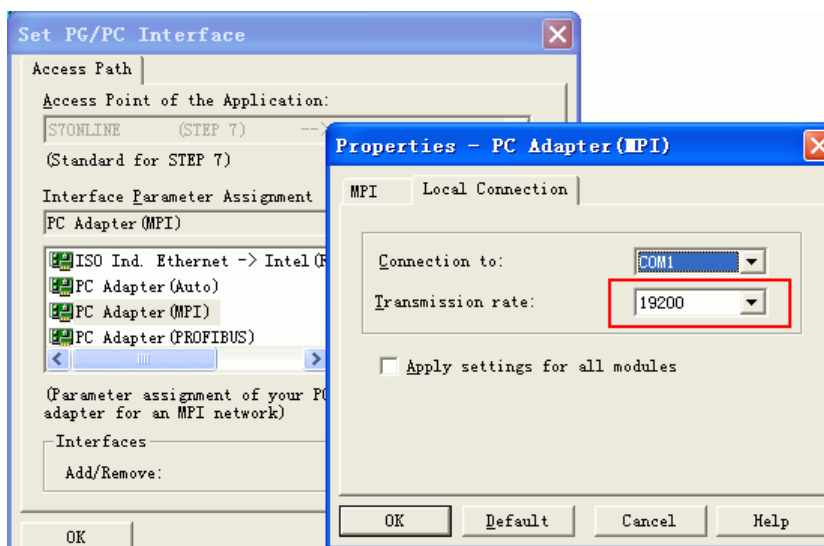 Set PG/PC Interface
Access Path
Access Point of the Application:
S7ONLINE (STEP 7) -->
(Standard for STEP 7)
Interface Parameter Assignment
PC Adapter(MPI)
ISO Ind. Ethernet -> Intel(R
PC Adapter(Auto)
PC Adapter(MPI)
PC Adapter(PROFIBUS)
(Parameter assignment of your PC
adapter for an MPI network)
Interfaces
Add/Remove:
OK
Properties - PC Adapter(MPI)
MPI
Local Connection
Connection to:
COM1
Transmission rate:
19200
Apply settings for all modules
OK
Default
Cancel
Help